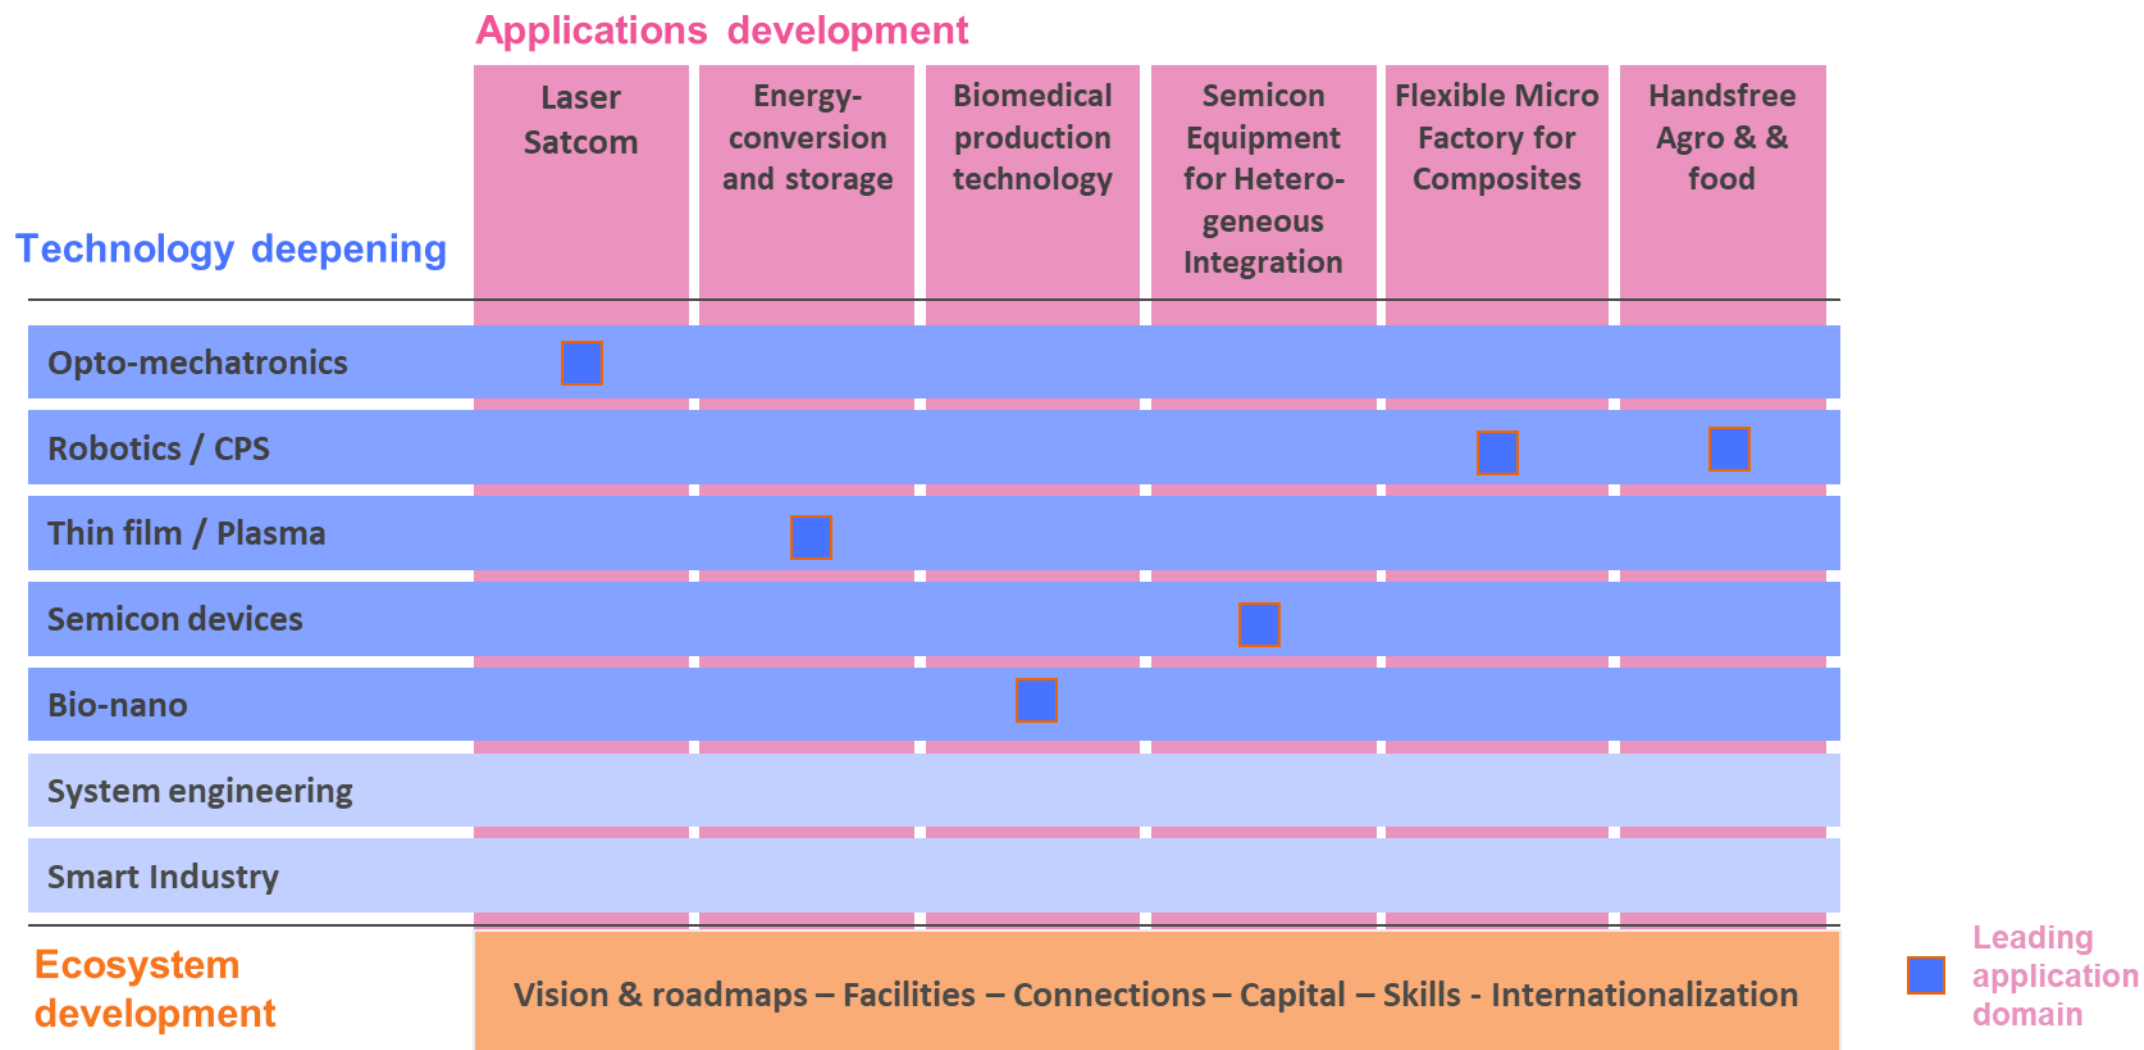 Applications development
Laser
Satcom
Energy-
conversion
and storage
Biomedical
production
technology
Semicon
Equipment
for Hetero-
geneous
Integration
Flexible Micro
Factory for
Composites
Handsfree
Agro & &
food
Technology deepening
Opto-mechatronics
Robotics / CPS
Thin film / Plasma
Semicon devices
Bio-nano
System engineering
Smart Industry
Ecosystem
development
Vision & roadmaps – Facilities – Connections – Capital – Skills - Internationalization
Leading
application
domain